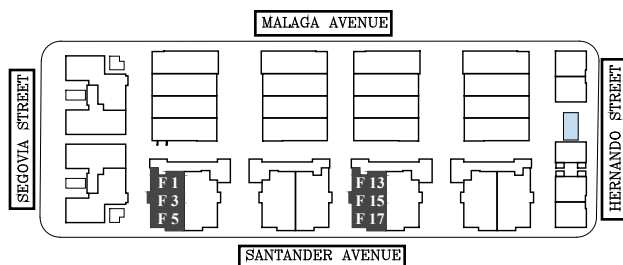 MALAGA AVENUE
SEGOVIA STREET
HERNANDO STREET
F 1
F 3
F 5
F 13
F 15
F 17
SANTANDER AVENUE